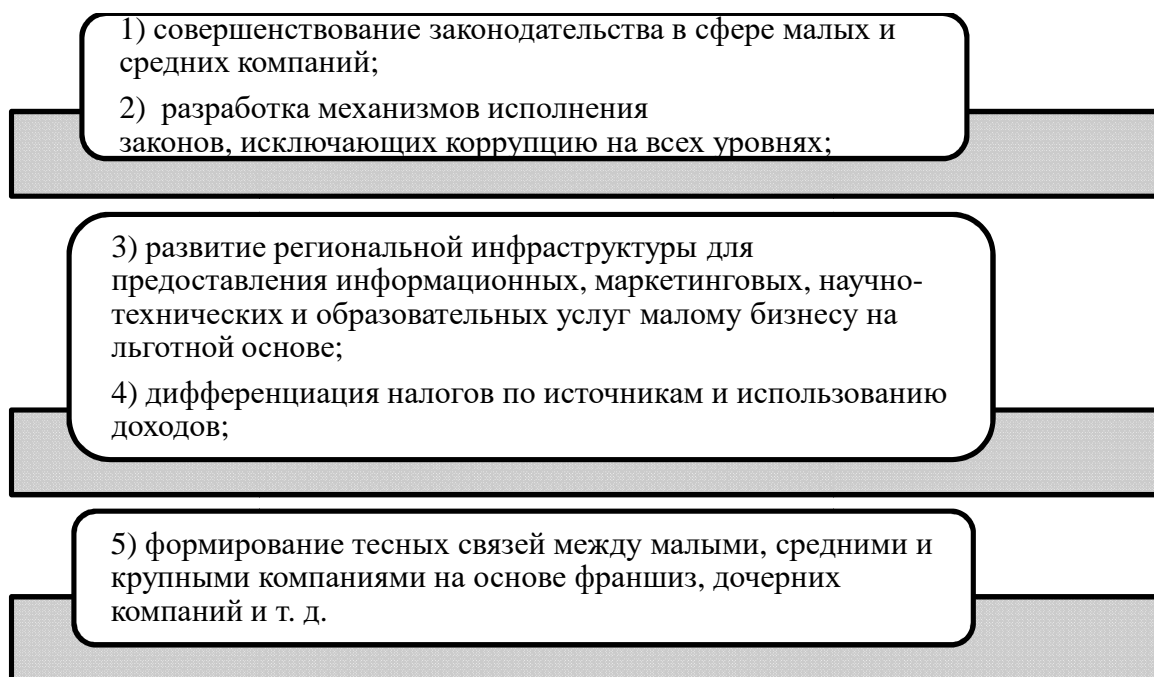 1) совершенствование законодательства в сфере малых и
средних компаний;
2) разработка механизмов исполнения
законов, исключающих коррупцию на всех уровнях;
3) развитие региональной инфраструктуры для
предоставления информационных, маркетинговых, научно-
технических и образовательных услуг малому бизнесу на
льготной основе;
4) дифференциация налогов по источникам и использованию
доходов;
5) формирование тесных связей между малыми, средними и
крупными компаниями на основе франшиз, дочерних
компаний и т. д.